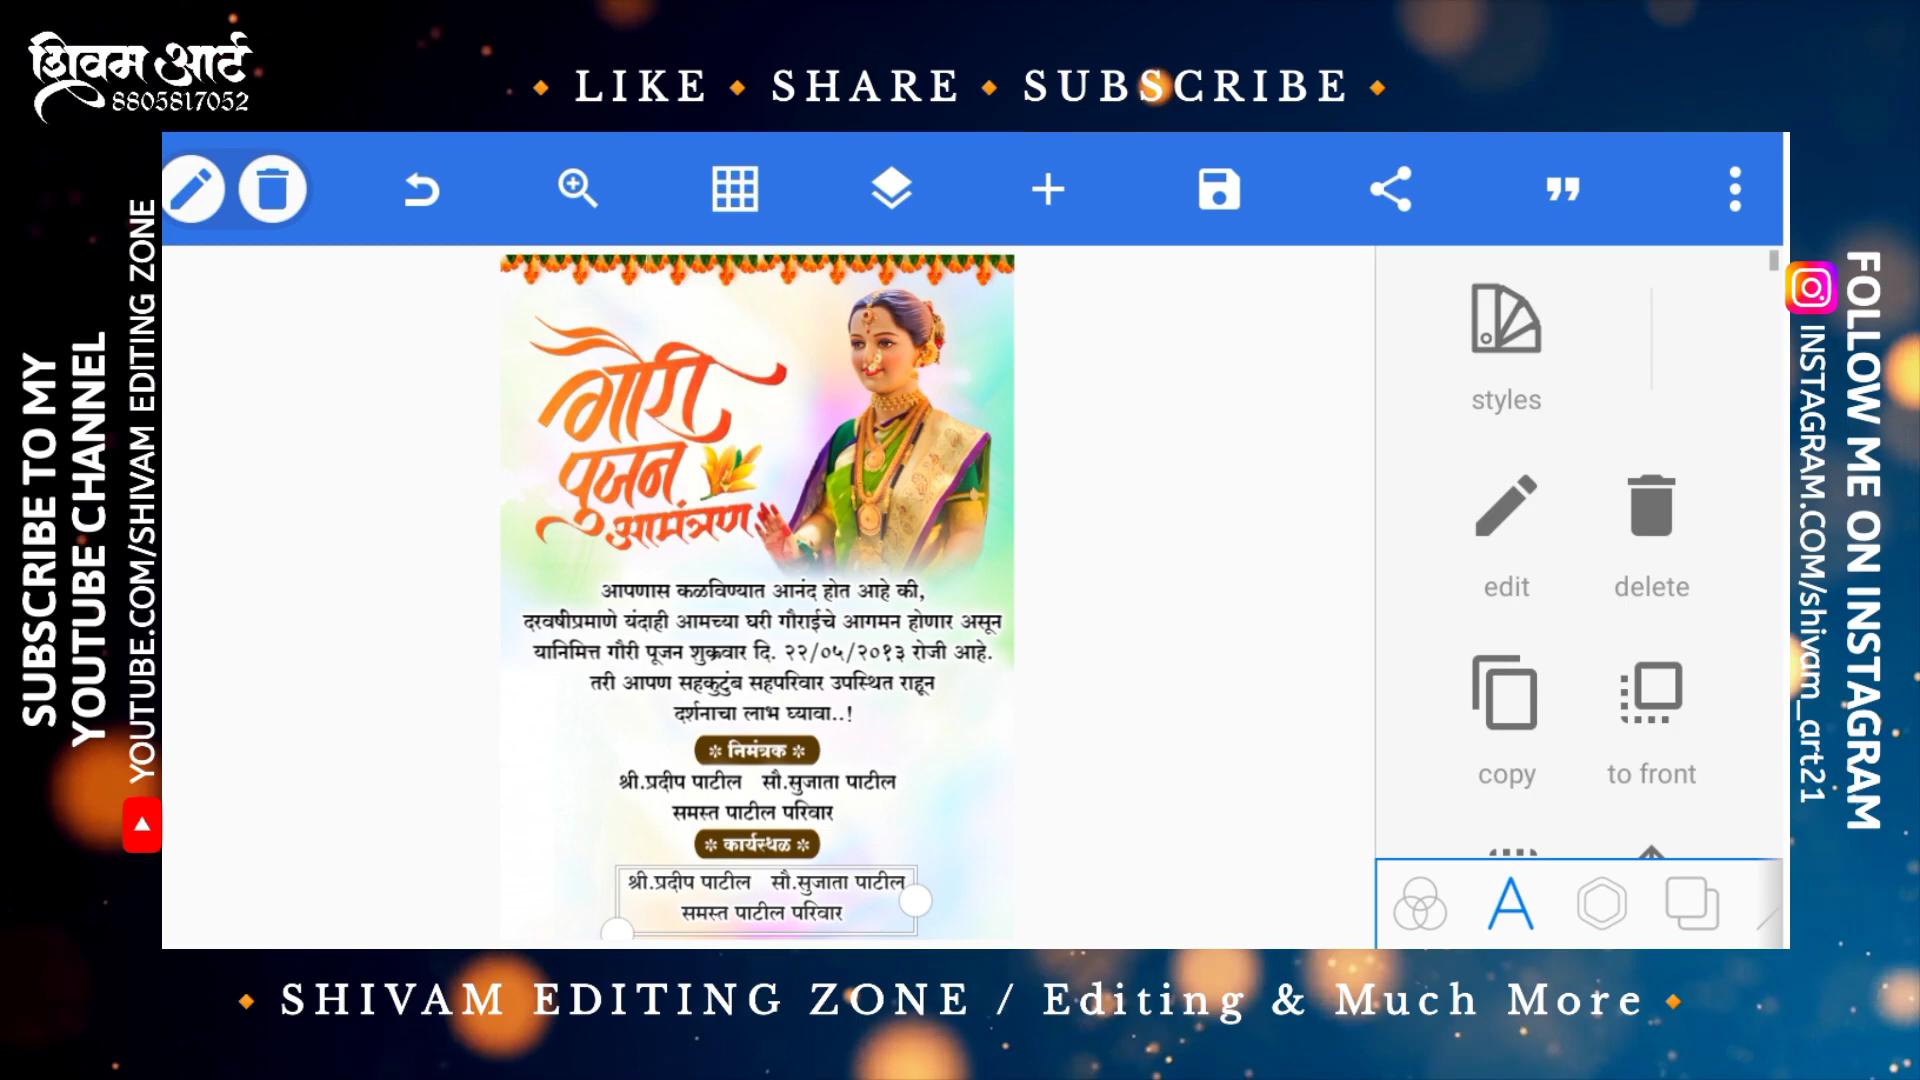 शिवम आर्ट
8805817052
LIKE SHARE SUBSCRIBE
SUBSCRIBE TO MY
YOUTUBE CHANNEL
YOUTUBE.COM/SHIVAM EDITING ZONE
गौरी
पूजन
आमंत्रण
आपणास कळविण्यात आनंद होत आहे की,
दरवर्षीप्रमाणे यंदाही आमच्या घरी गौराईचे आगमन होणार असून
यानिमित्त गौरी पूजन शुक्रवार दि. २२/०५/२०१३ रोजी आहे.
तरी आपण सहकुटुंब सहपरिवार उपस्थित राहून
दर्शनाचा लाभ घ्यावा..!
निमंत्रक
श्री.प्रदीप पाटील सौ.सुजाता पाटील
समस्त पाटील परिवार
कार्यस्थळ
श्री.प्रदीप पाटील सौ.सुजाता पाटील
समस्त पाटील परिवार
styles
edit delete
copy to front
FOLLOW ME ON INSTAGRAM
INSTAGRAM.COM/shivam_art21
SHIVAM EDITING ZONE / Editing & Much More